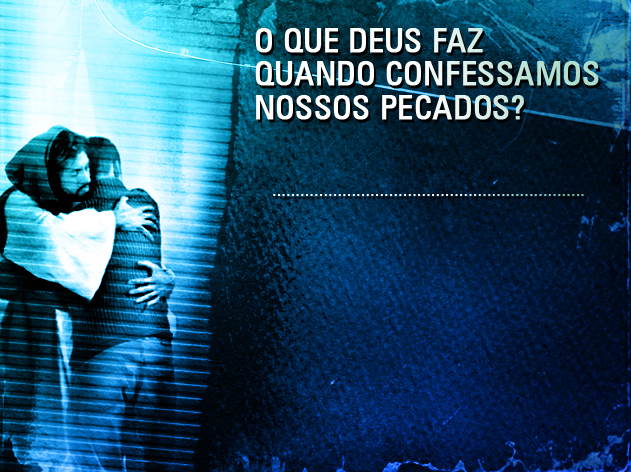 O QUE DEUS FAZ
QUANDO CONFESSAMOS
NOSSOS PECADOS?